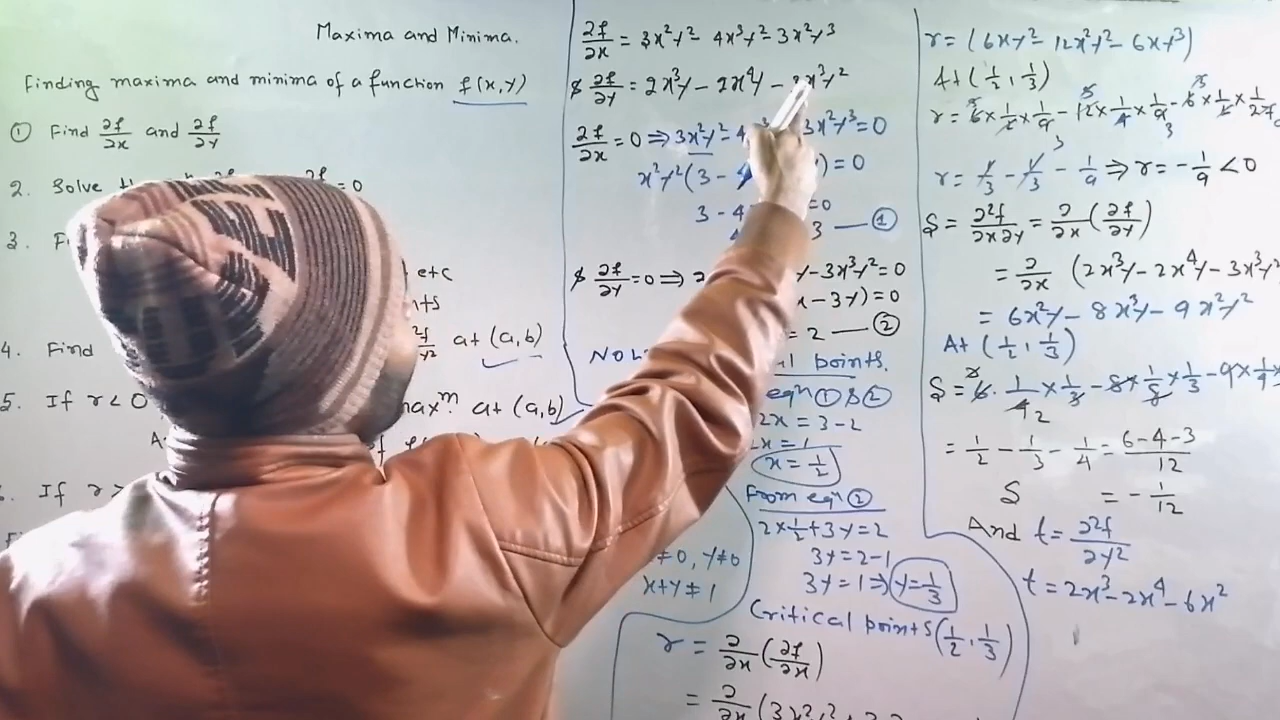 Maxima and Minima.
Finding maxima and minima of a function f(x,y)
① Find ∂f/∂x and ∂f/∂y
2. Solve
=0
3.
etc
4. Find
at (a,b)
5. If r<0
max^m. at (a,b)
If r
∂f/∂x = 3x²y² - 4x³y² - 3x²y³
& ∂f/∂y = 2x³y - 2x⁴y - 3x³y²
∂f/∂x = 0 ⇒ 3x²y² - 4 3x²y³ = 0
x²y²(3 - 4 ) = 0
3 - 4 = 0
3 — ①
& ∂f/∂y = 0 ⇒ 2 y - 3x³y² = 0
x - 3y) = 0
= 2 — ②
points.
eqn ① & ②
2x = 3-2
2x = 1
x = 1/2
From eqn ②
2×1/2+3y=2
3y=2-1
3y=1 ⇒ y=1/3
≠0, y≠0
x+y≠1
Critical points (1/2, 1/3)
r = ∂/∂x (∂f/∂x)
= ∂/∂x (3x²y²
r = (6xy² - 12x²y² - 6xy³)
At (1/2, 1/3)
r = 6×1/2×1/9 - 12×1/4×1/9 - 6×1/2×1/27
r = 1/3 - 1/3 - 1/9 ⇒ r = -1/9 < 0
S = ∂²f/∂x∂y = ∂/∂x (∂f/∂y)
= ∂/∂x (2x³y - 2x⁴y - 3x³y²
= 6x²y - 8x³y - 9x²y²
At (1/2, 1/3)
S = 6. 1/4 × 1/3 - 8×1/8×1/3 - 9×1/4×
= 1/2 - 1/3 - 1/4 = 6-4-3/12
S = -1/12
And t = ∂²f/∂y²
t = 2x³ - 2x⁴ - 6x²